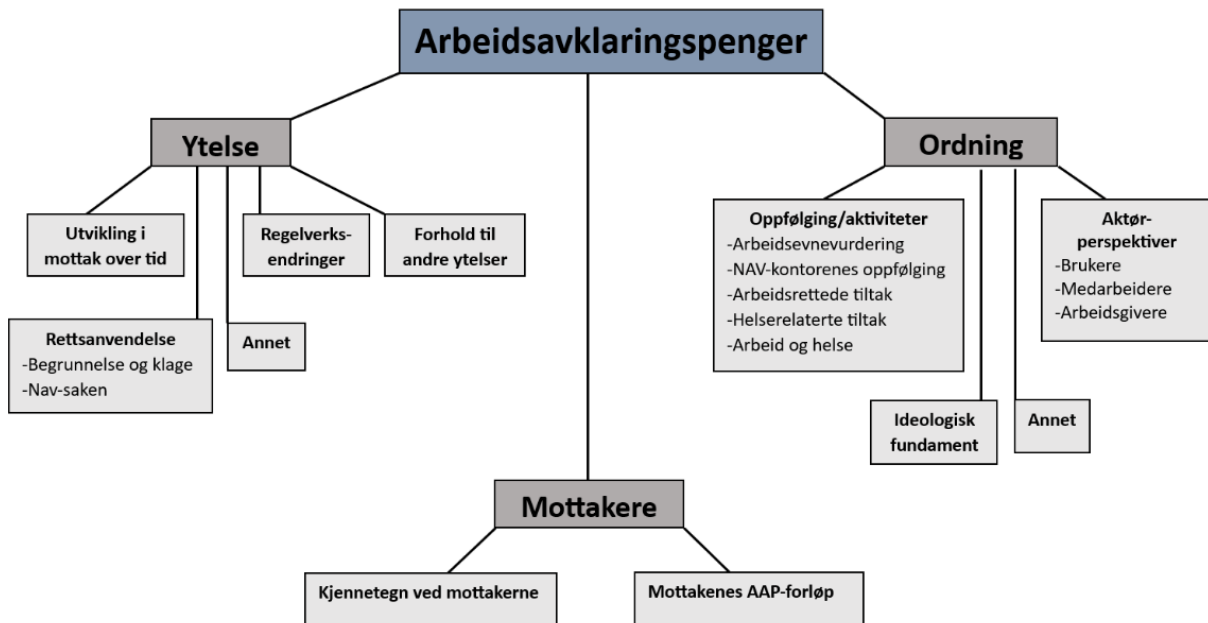 Arbeidsavklaringspenger
Ytelse
Utvikling i
mottak over tid
Rettsanvendelse
-Begrunnelse og klage
-Nav-saken
Annet
Regelverks-
endringer
Forhold til
andre ytelser
Ordning
Oppfølging/aktiviteter
-Arbeidsevnevurdering
-NAV-kontorenes oppfølging
-Arbeidsrettede tiltak
-Helserelaterte tiltak
-Arbeid og helse
Ideologisk
fundament
Annet
Aktør-
perspektiver
-Brukere
-Medarbeidere
-Arbeidsgivere
Mottakere
Kjennetegn ved mottakerne
Mottakenes AAP-forløp